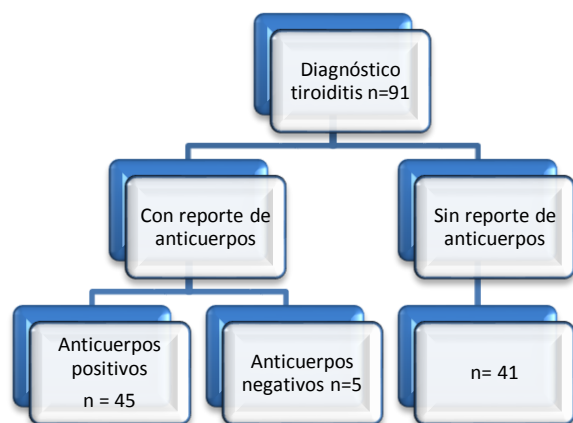 Diagnóstico
tiroiditis n=91
Con reporte de
anticuerpos
Sin reporte de
anticuerpos
Anticuerpos
positivos
n = 45
Anticuerpos
negativos n=5
n= 41